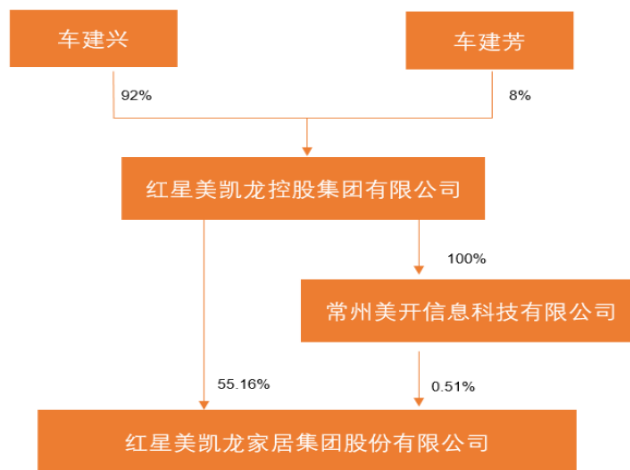 车建兴
车建芳
92%
8%
红星美凯龙控股集团有限公司
100%
常州美开信息科技有限公司
55.16%
0.51%
红星美凯龙家居集团股份有限公司